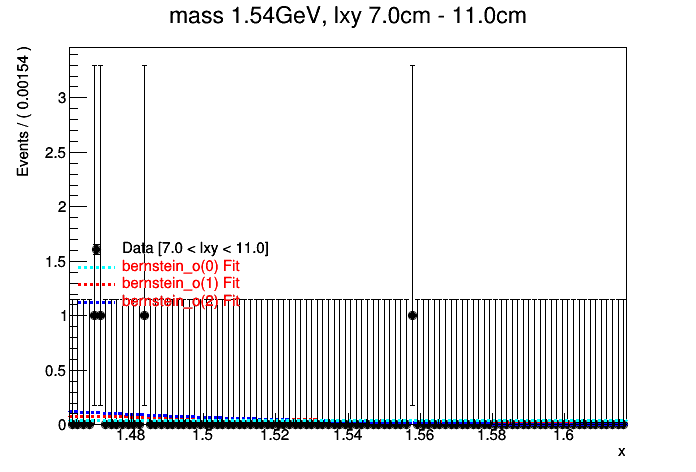 mass 1.54GeV, lxy 7.0cm - 11.0cm
Events / ( 0.00154 )
3
2.5
2
1.5
1
0.5
0
Data [7.0 < lxy < 11.0]
bernstein_o(0) Fit
bernstein_o(1) Fit
bernstein_o(2) Fit
1.48 1.5 1.52 1.54 1.56 1.58 1.6
x